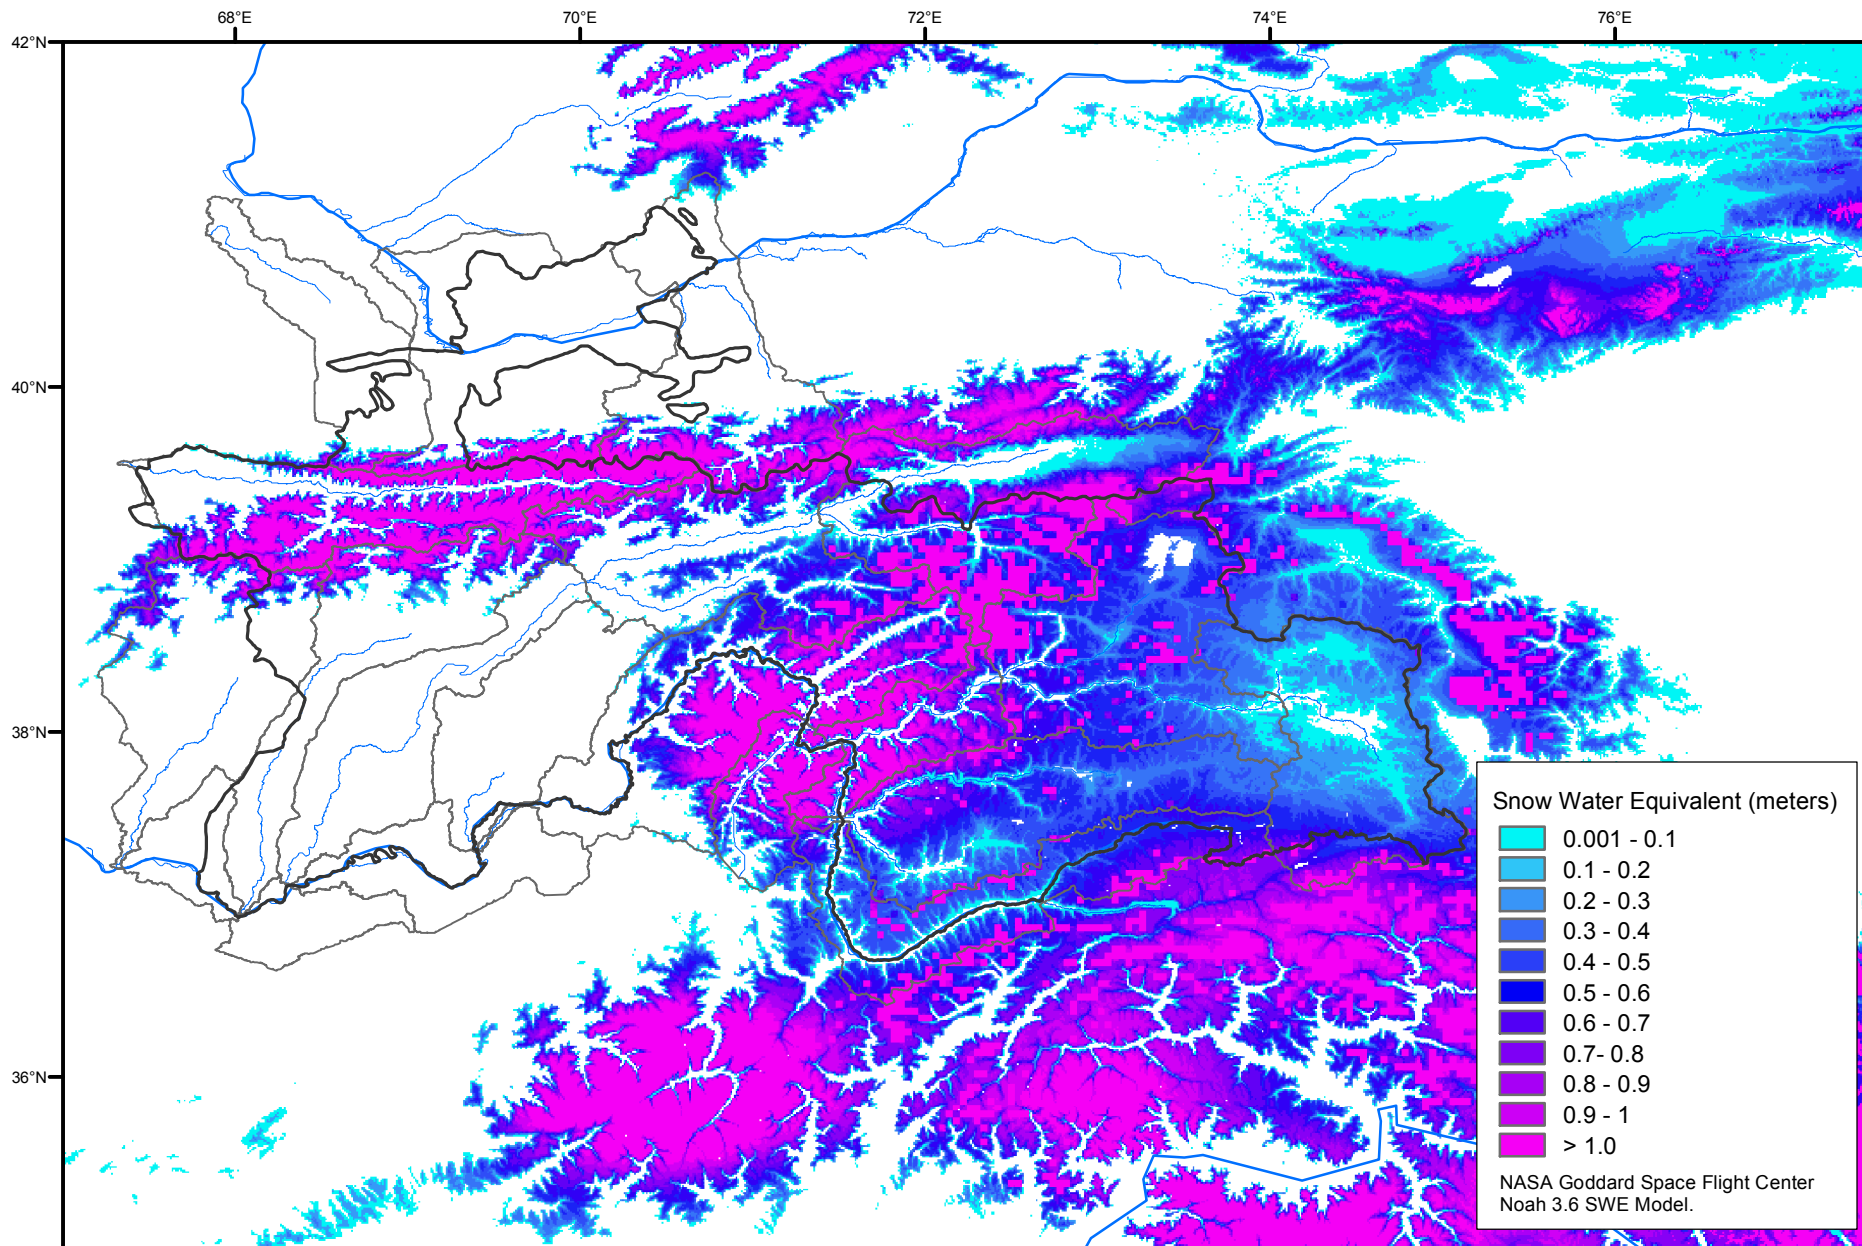 68°E
70°E
72°E
74°E
76°E
42°N
40°N
38°N
36°N
Snow Water Equivalent (meters)
0.001 - 0.1
0.1 - 0.2
0.2 - 0.3
0.3 - 0.4
0.4 - 0.5
0.5 - 0.6
0.6 - 0.7
0.7- 0.8
0.8 - 0.9
0.9 - 1
> 1.0
NASA Goddard Space Flight Center
Noah 3.6 SWE Model.